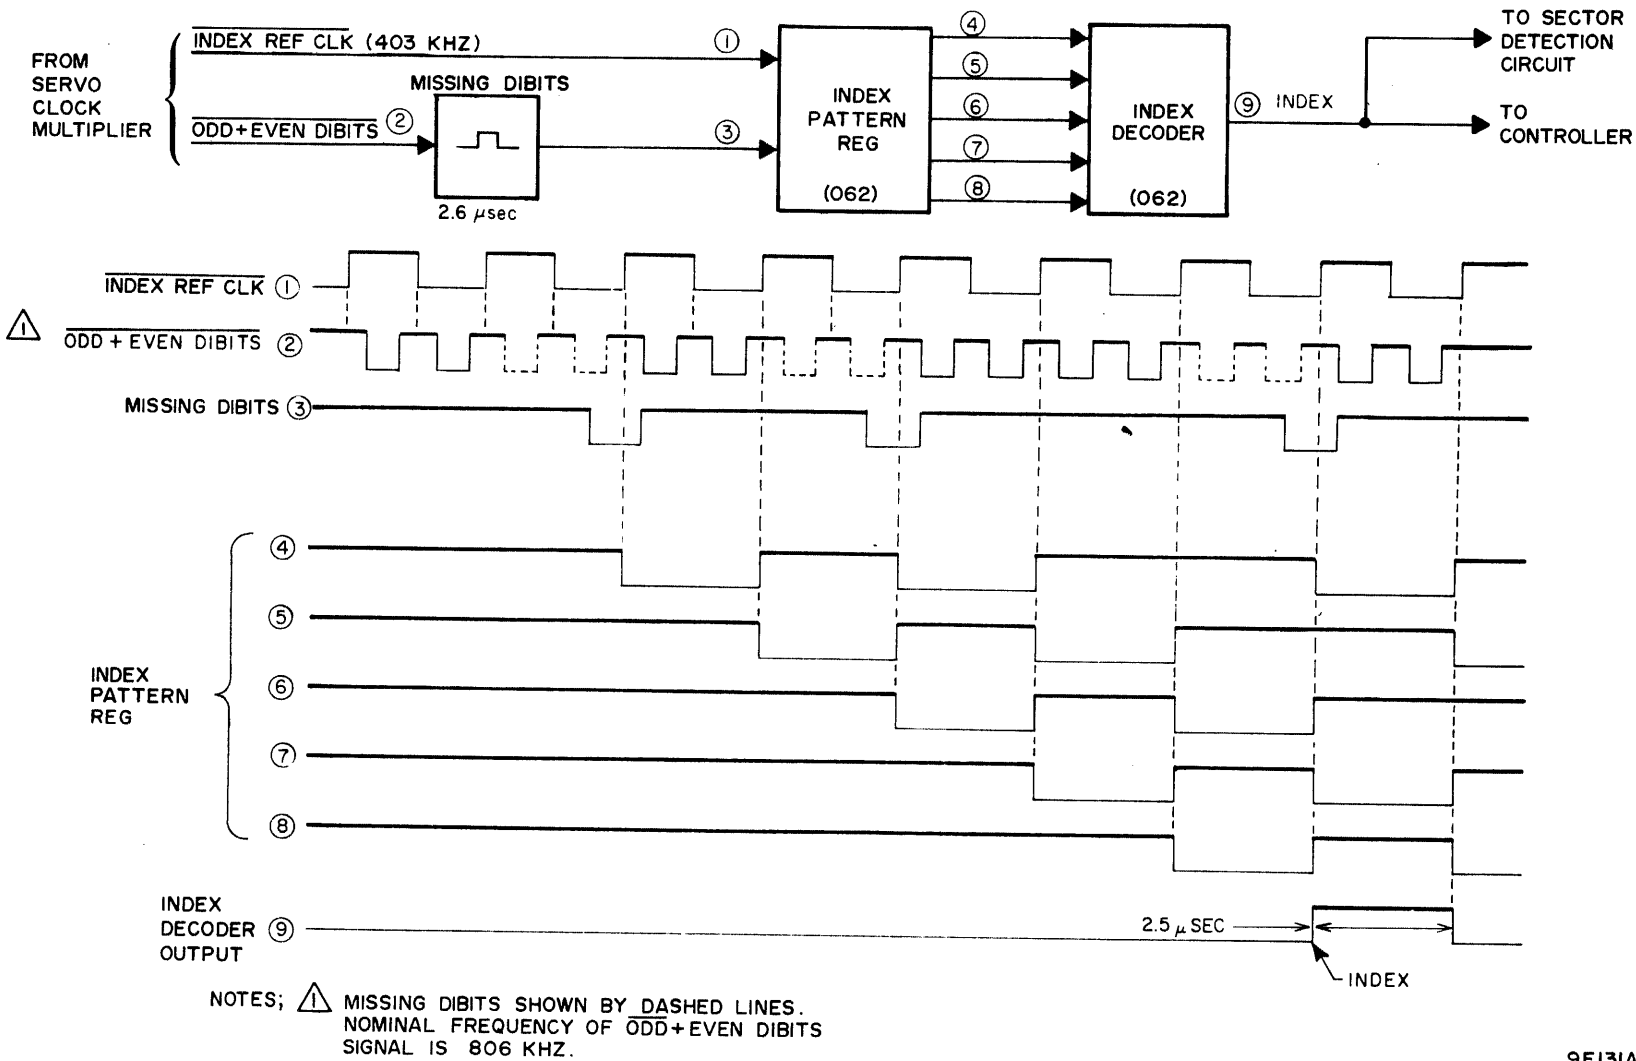 FROM
SERVO
CLOCK
MULTIPLIER
INDEX REF CLK (403 KHZ)
①
ODD+EVEN DIBITS ②
MISSING DIBITS
2.6 μsec
③
INDEX
PATTERN
REG
(062)
④
⑤
⑥
⑦
⑧
INDEX
DECODER
(062)
⑨ INDEX
TO SECTOR
DETECTION
CIRCUIT
TO
CONTROLLER
INDEX REF CLK ①
1 ODD + EVEN DIBITS ②
MISSING DIBITS ③
INDEX
PATTERN
REG
④
⑤
⑥
⑦
⑧
INDEX
DECODER ⑨
OUTPUT
2.5 μ SEC
INDEX
NOTES; 1 MISSING DIBITS SHOWN BY DASHED LINES.
NOMINAL FREQUENCY OF ODD+EVEN DIBITS
SIGNAL IS 806 KHZ.
9E131A